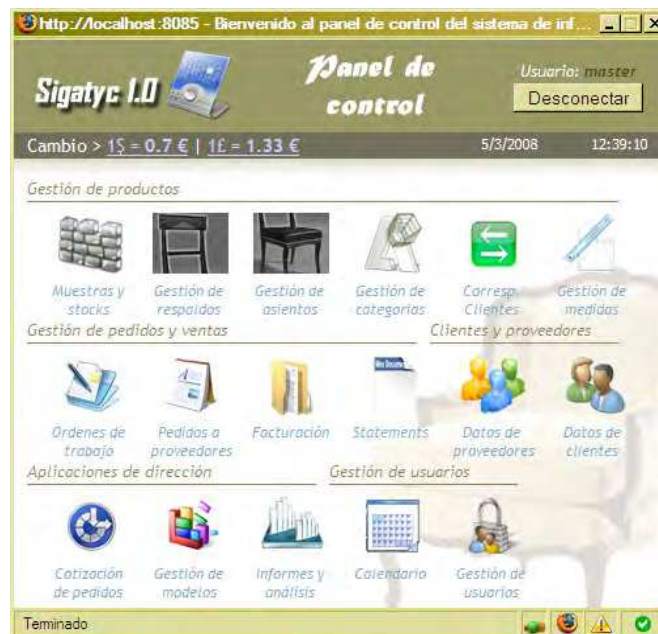 http://localhost:8085 - Bienvenido al panel de control del sistema de inf...
Sigatyc 1.0
Panel de
control
Usuario: master
Desconectar
Cambio > 1$ = 0.7 € | 1£ = 1.33 €
5/3/2008 12:39:10
Gestión de productos
Muestras y
stocks
Gestión de
respaldos
Gestión de
asientos
Gestión de
categorias
Corresp.
Clientes
Gestión de
medidas
Gestión de pedidos y ventas
Clientes y proveedores
Ordenes de
trabajo
Pedidos a
proveedores
Facturación
Statements
Datos de
proveedores
Datos de
clientes
Aplicaciones de dirección
Gestión de usuarios
Cotización
de pedidos
Gestión de
modelos
Informes y
análisis
Calendario
Gestión de
usuarios
Terminado